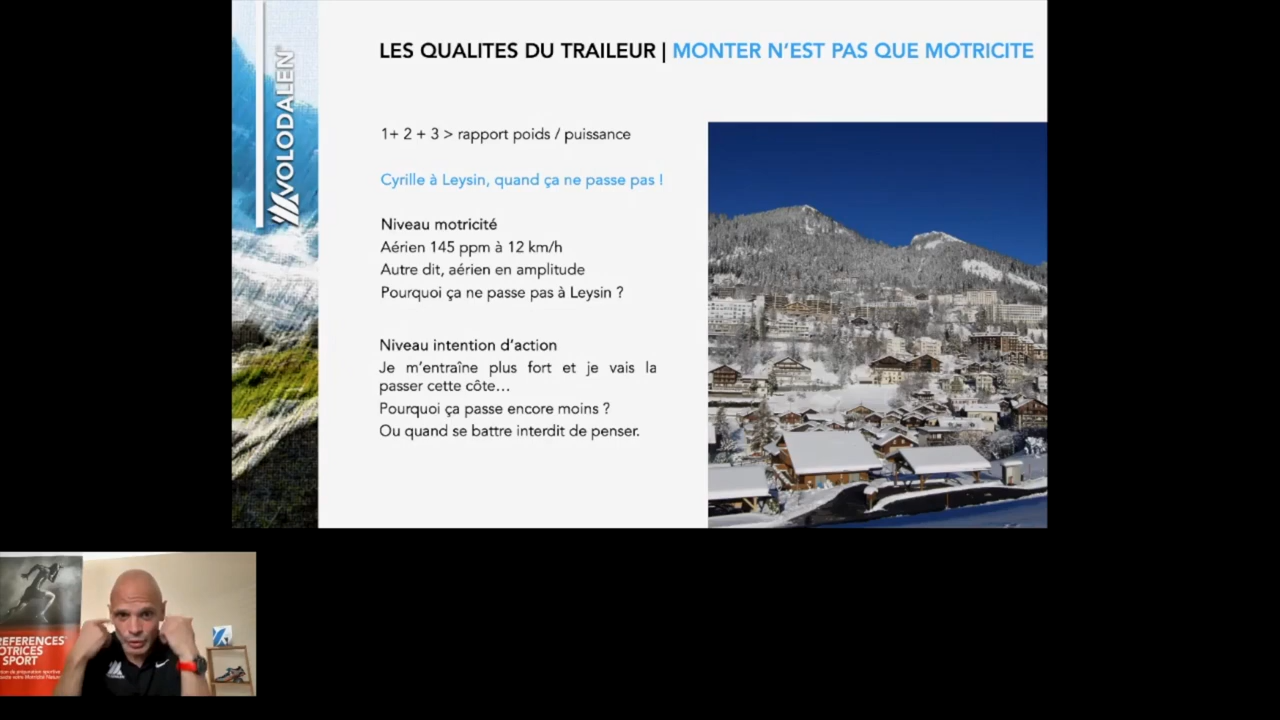 VOLODALEN
LES QUALITES DU TRAILEUR | MONTER N'EST PAS QUE MOTRICITE
1+ 2 + 3 > rapport poids / puissance
Cyrille à Leysin, quand ça ne passe pas !
Niveau motricité
Aérien 145 ppm à 12 km/h
Autre dit, aérien en amplitude
Pourquoi ça ne passe pas à Leysin ?
Niveau intention d'action
Je m'entraîne plus fort et je vais la
passer cette côte…
Pourquoi ça passe encore moins ?
Ou quand se battre interdit de penser.
SPORT